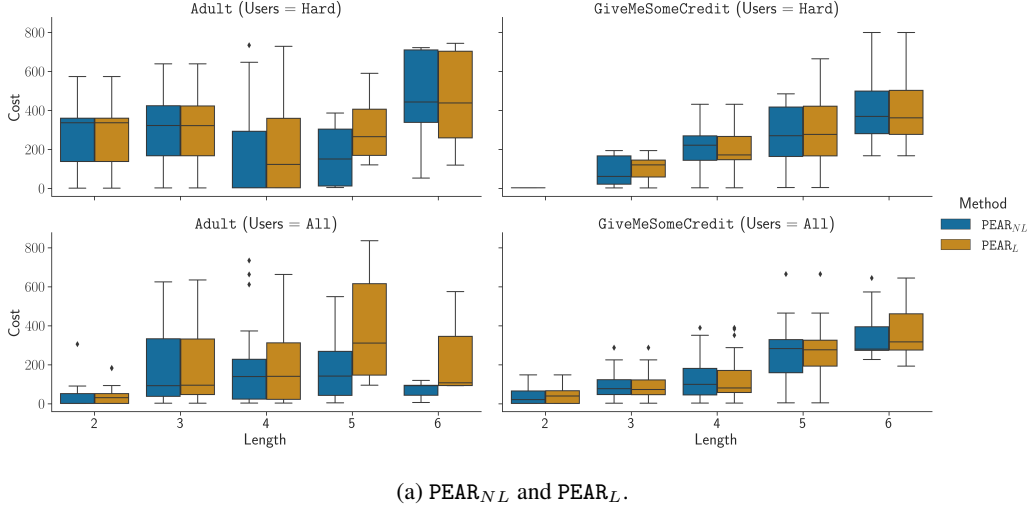 Adult (Users = Hard)
GiveMeSomeCredit (Users = Hard)
800
600
400
200
0
Cost
Adult (Users = All)
GiveMeSomeCredit (Users = All)
800
600
400
200
0
Cost
2 3 4 5 6
2 3 4 5 6
Length
Length
Method
PEAR_NL
PEAR_L
(a) PEAR_NL and PEAR_L.